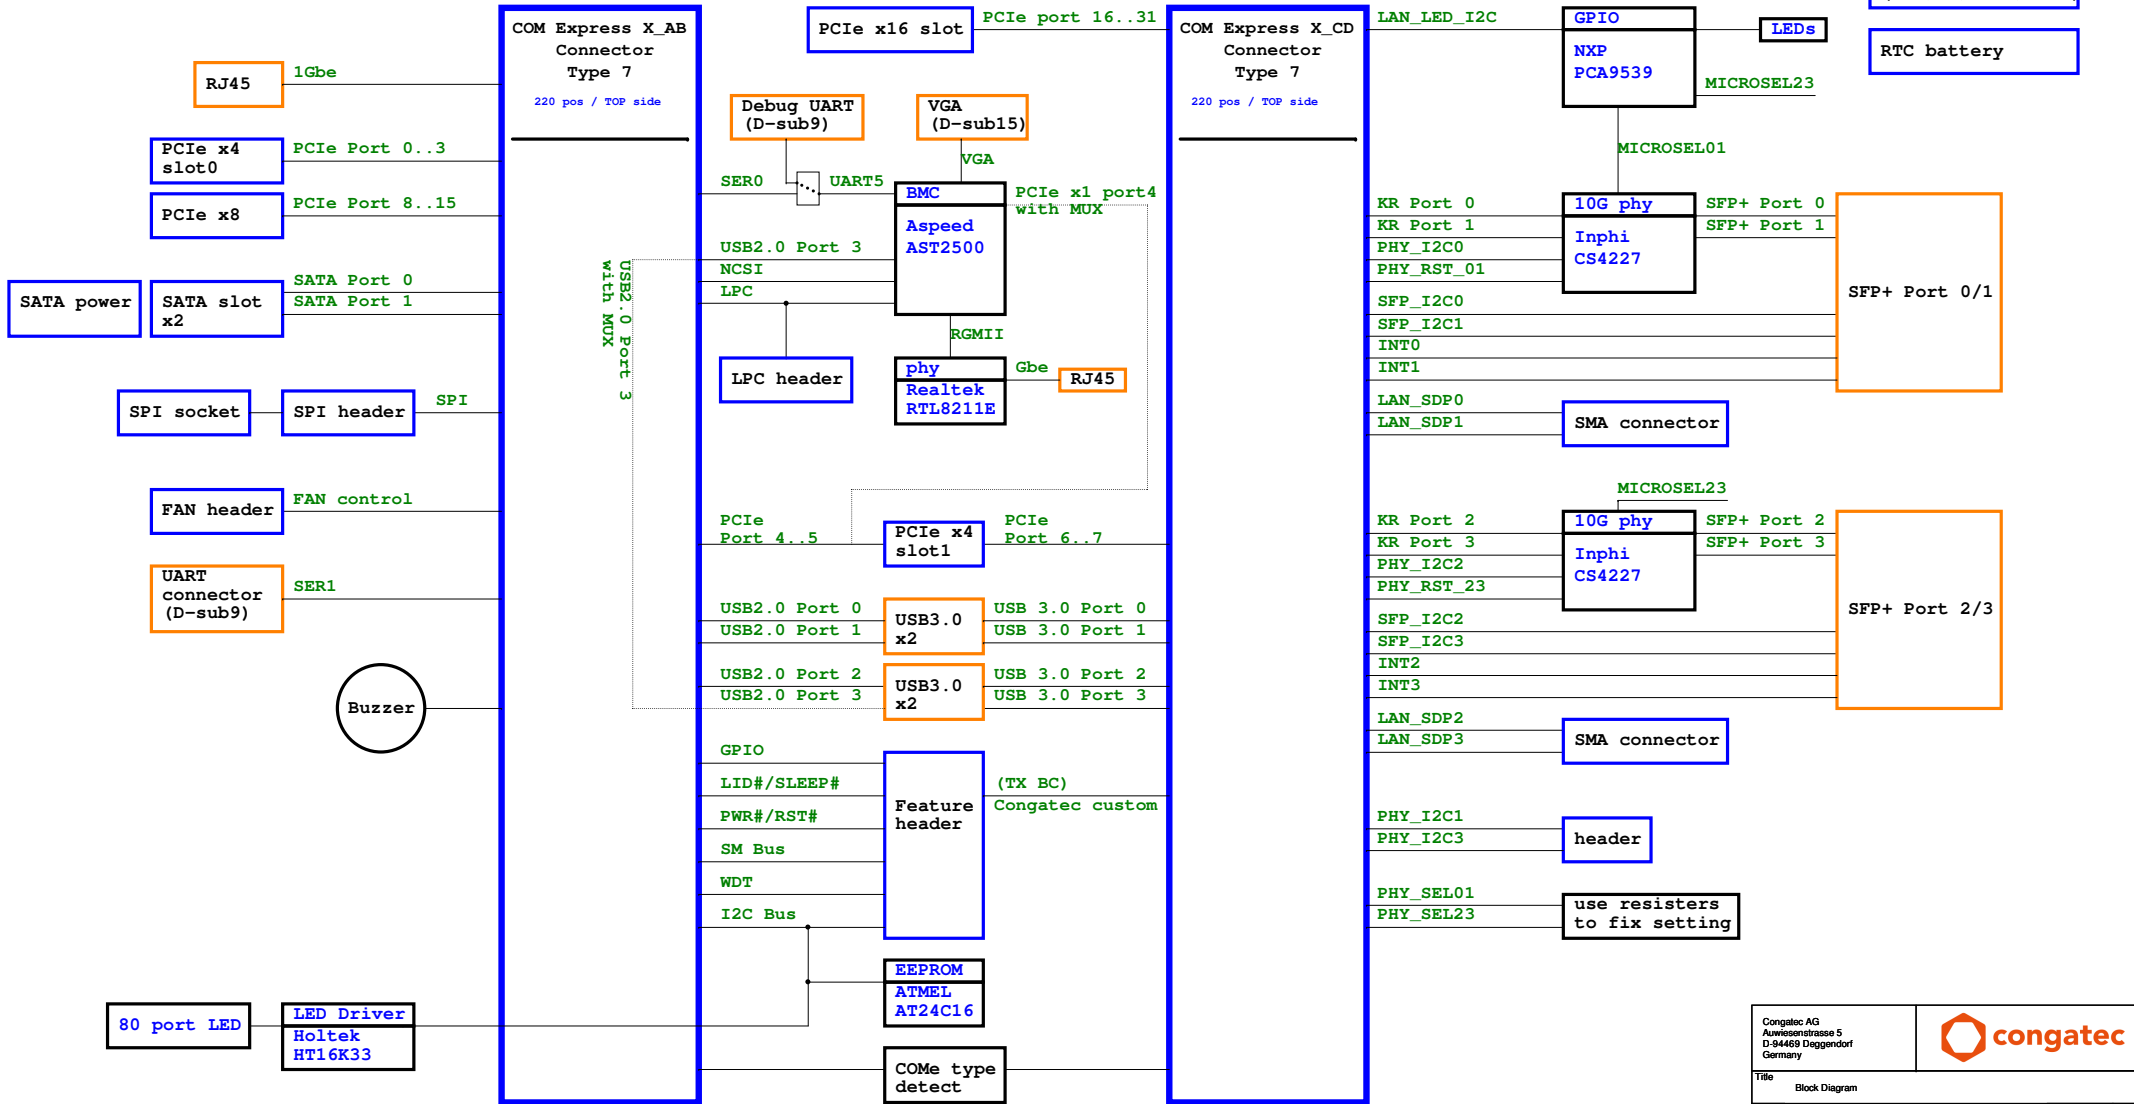 COM Express X_AB
Connector
Type 7
220 pos / TOP side
PCIe x16 slot
PCIe port 16..31
COM Express X_CD
Connector
Type 7
220 pos / TOP side
LAN_LED_I2C
GPIO
NXP
PCA9539
LEDs
MICROSEL23
MICROSEL01
RTC battery
RJ45
1Gbe
PCIe x4
slot0
PCIe Port 0..3
PCIe x8
PCIe Port 8..15
SATA power
SATA slot
x2
SATA Port 0
SATA Port 1
SPI socket
SPI header
SPI
FAN header
FAN control
UART
connector
(D-sub9)
SER1
Buzzer
80 port LED
LED Driver
Holtek
HT16K33
Debug UART
(D-sub9)
VGA
(D-sub15)
VGA
SER0
UART5
BMC
Aspeed
AST2500
PCIe x1 port4
with MUX
USB2.0 Port 3
NCSI
LPC
USB2.0 Port 3
with MUX
RGMII
LPC header
phy
Realtek
RTL8211E
Gbe
RJ45
PCIe
Port 4..5
PCIe x4
slot1
PCIe
Port 6..7
USB2.0 Port 0
USB2.0 Port 1
USB3.0
x2
USB 3.0 Port 0
USB 3.0 Port 1
USB2.0 Port 2
USB2.0 Port 3
USB3.0
x2
USB 3.0 Port 2
USB 3.0 Port 3
GPIO
LID#/SLEEP#
PWR#/RST#
SM Bus
WDT
I2C Bus
Feature
header
(TX BC)
Congatec custom
EEPROM
ATMEL
AT24C16
COMe type
detect
KR Port 0
KR Port 1
PHY_I2C0
PHY_RST_01
10G phy
Inphi
CS4227
SFP+ Port 0
SFP+ Port 1
SFP+ Port 0/1
SFP_I2C0
SFP_I2C1
INT0
INT1
LAN_SDP0
LAN_SDP1
SMA connector
MICROSEL23
KR Port 2
KR Port 3
PHY_I2C2
PHY_RST_23
10G phy
Inphi
CS4227
SFP+ Port 2
SFP+ Port 3
SFP+ Port 2/3
SFP_I2C2
SFP_I2C3
INT2
INT3
LAN_SDP2
LAN_SDP3
SMA connector
PHY_I2C1
PHY_I2C3
header
PHY_SEL01
PHY_SEL23
use resisters
to fix setting
Congatec AG
Auwiesenstrasse 5
D-94469 Deggendorf
Germany
congatec
Title
Block Diagram